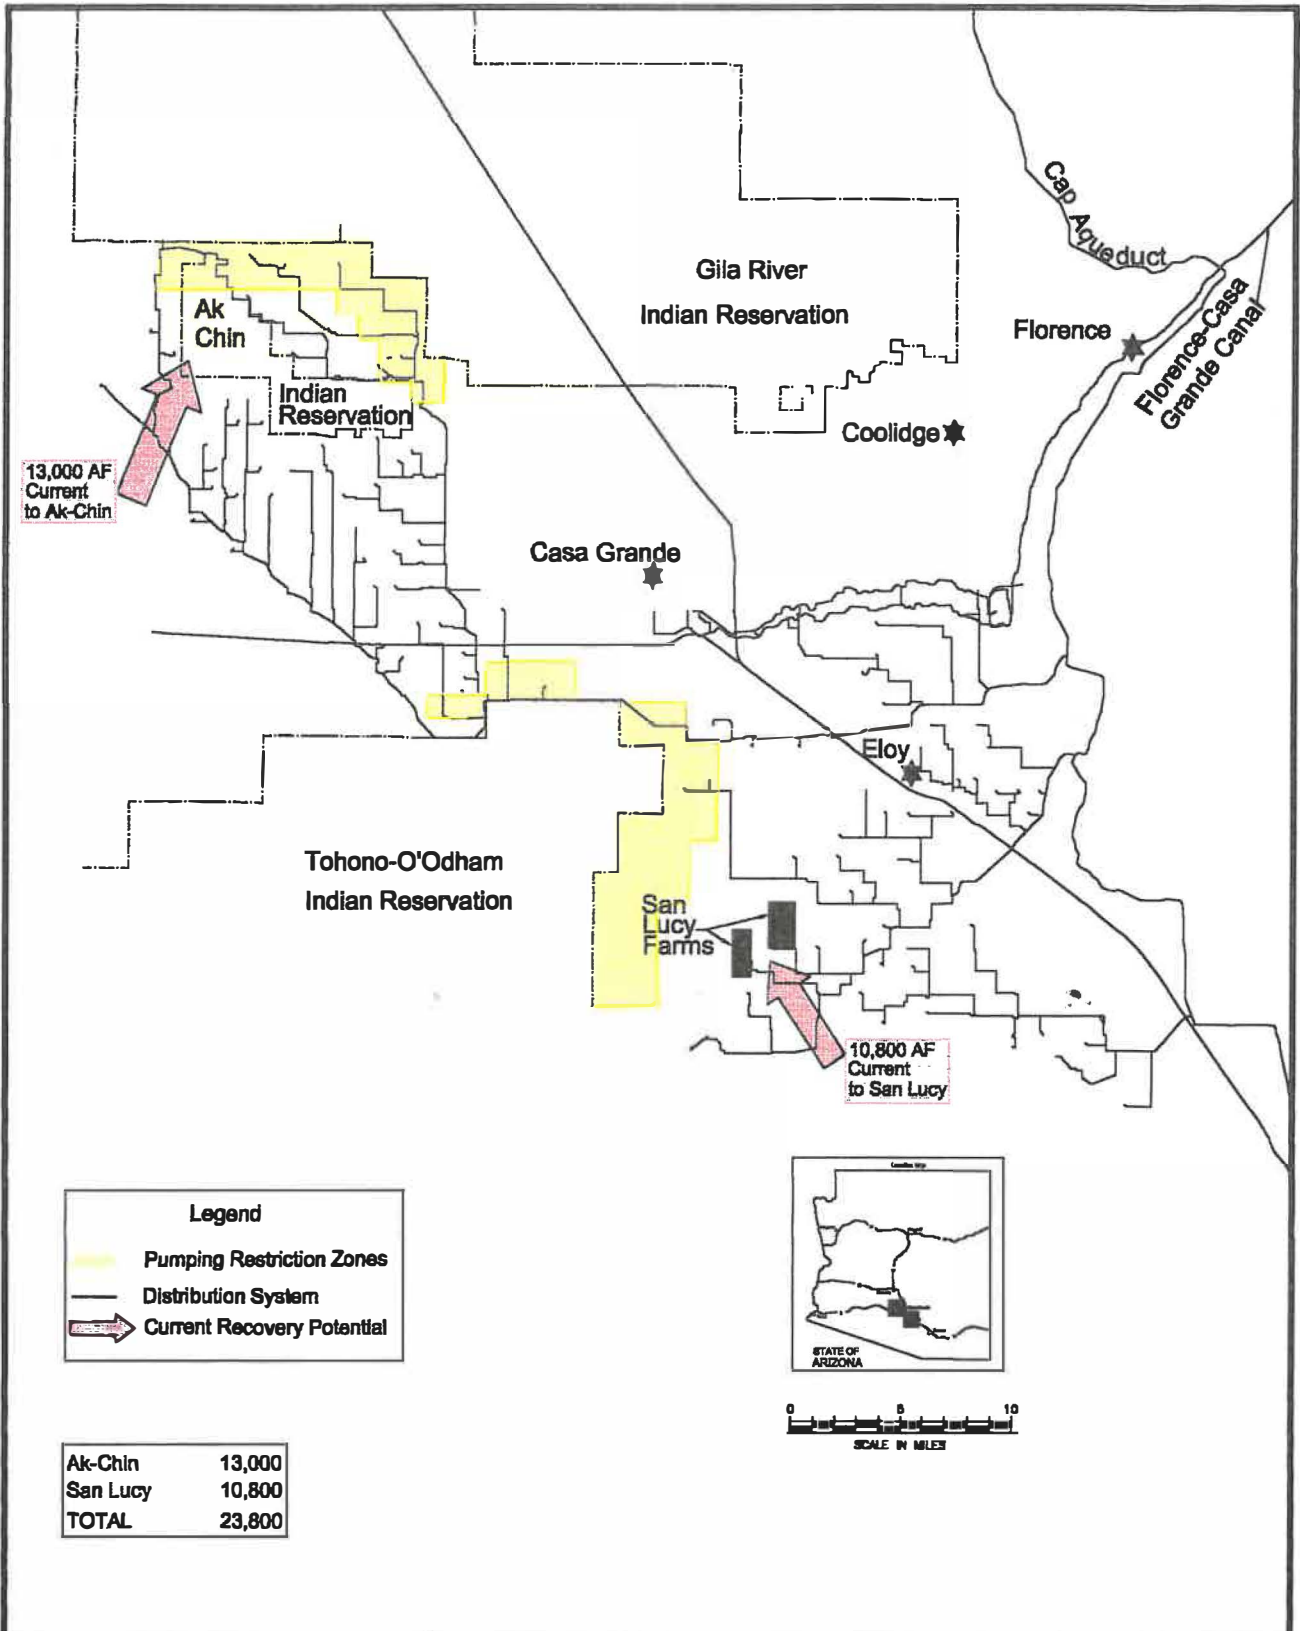 Cap Aqueduct
Gila River
Indian Reservation
Florence
Florence-Casa
Grande Canal
Ak
Chin
Indian
Reservation
Coolidge
13,000 AF
Current
to Ak-Chin
Casa Grande
Eloy
Tohono-O'Odham
Indian Reservation
San
Lucy
Farms
10,800 AF
Current
to San Lucy
Legend
Pumping Restriction Zones
Distribution System
Current Recovery Potential
STATE OF
ARIZONA
0 5 10
SCALE IN MILES
Ak-Chin 13,000
San Lucy 10,800
TOTAL 23,800